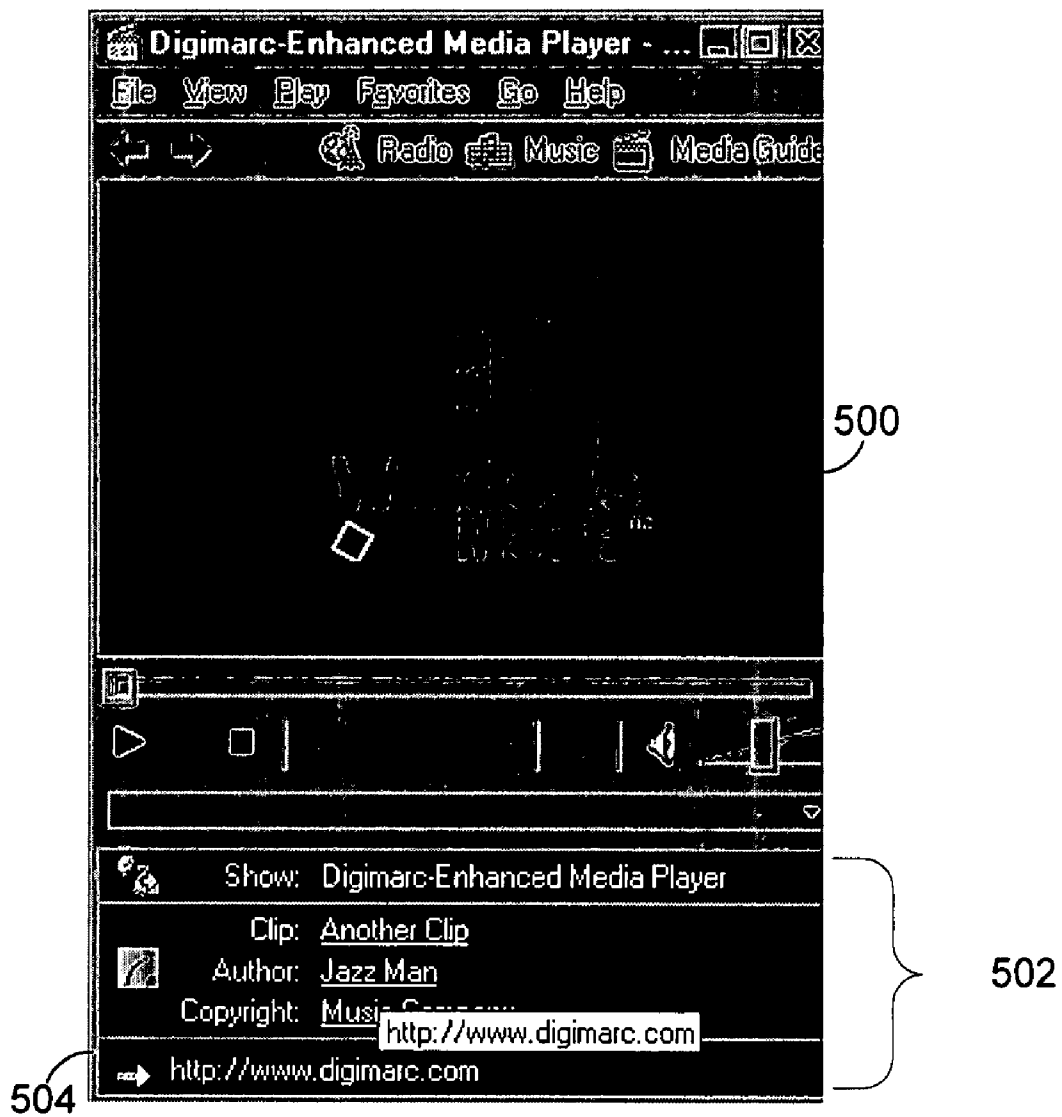 Digimarc-Enhanced Media Player - ...
File View Play Favorites Go Help
Radio Music Media Guide
500
Show: Digimarc-Enhanced Media Player
Clip: Another Clip
Author: Jazz Man
502
Copyright: Music Company
http://www.digimarc.com
http://www.digimarc.com
504